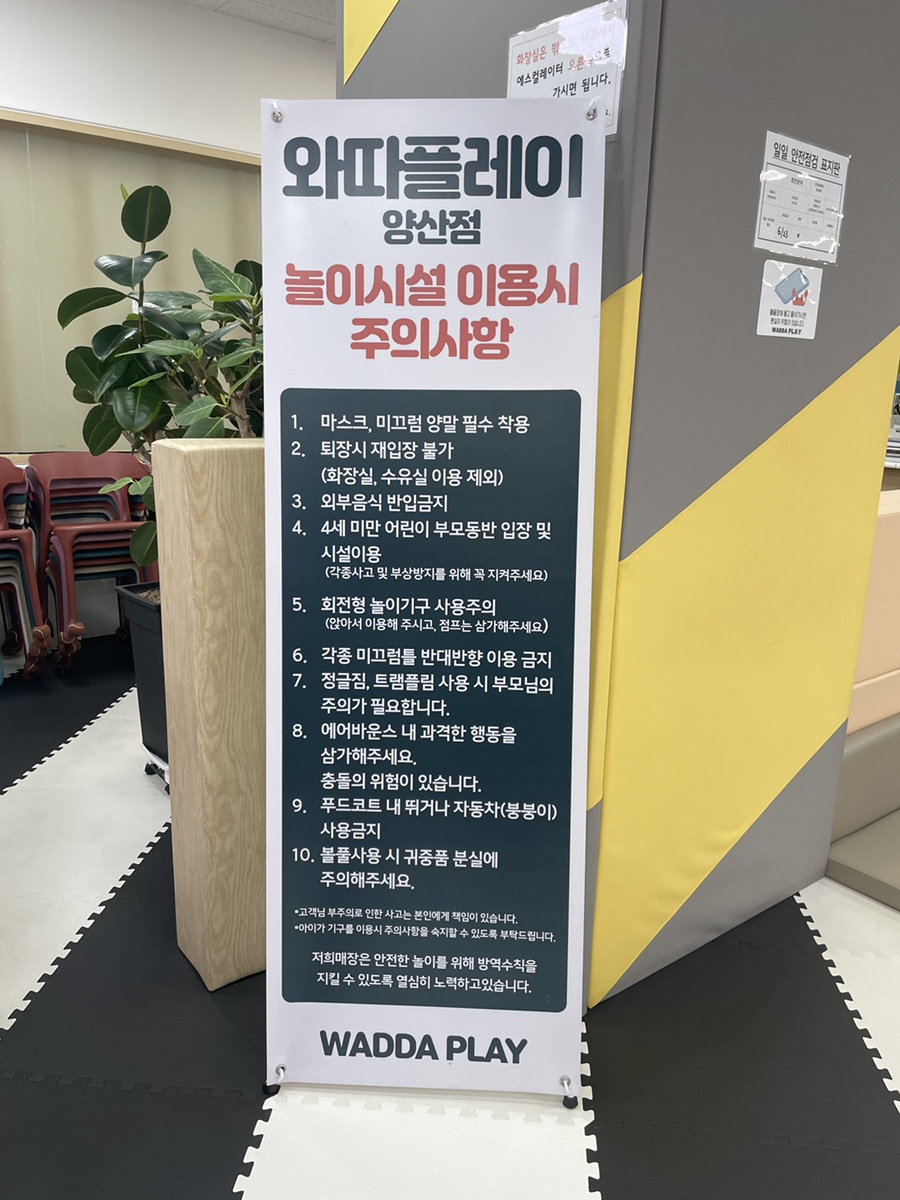 화장실은
에스컬레이터
가시면 됩니다.
와따플레이
양산점
놀이시설 이용시
주의사항
1. 마스크, 미끄럼 양말 필수 착용
2. 퇴장시 재입장 불가
(화장실, 수유실 이용 제외)
3. 외부음식 반입금지
4. 4세 미만 어린이 부모동반 입장 및
시설이용
(각종사고 및 부상방지를 위해 꼭 지켜주세요)
5. 회전형 놀이기구 사용주의
(앉아서 이용해 주시고, 점프는 삼가해주세요)
6. 각종 미끄럼틀 반대반향 이용 금지
7. 정글짐, 트램플림 사용 시 부모님의
주의가 필요합니다.
8. 에어바운스 내 과격한 행동을
삼가해주세요.
충돌의 위험이 있습니다.
9. 푸드코트 내 뛰거나 자동차(붕붕이)
사용금지
10. 볼풀사용 시 귀중품 분실에
주의해주세요.
*고객님 부주의로 인한 사고는 본인에게 책임이 있습니다.
*아이가 기구를 이용시 주의사항을 숙지할 수 있도록 부탁드립니다.
저희매장은 안전한 놀이를 위해 방역수칙을
지킬 수 있도록 열심히 노력하고있습니다.
WADDA PLAY
일일 안전점검 표지판
6/23
분실의 위험이 있습니다.
WADDA PLAY